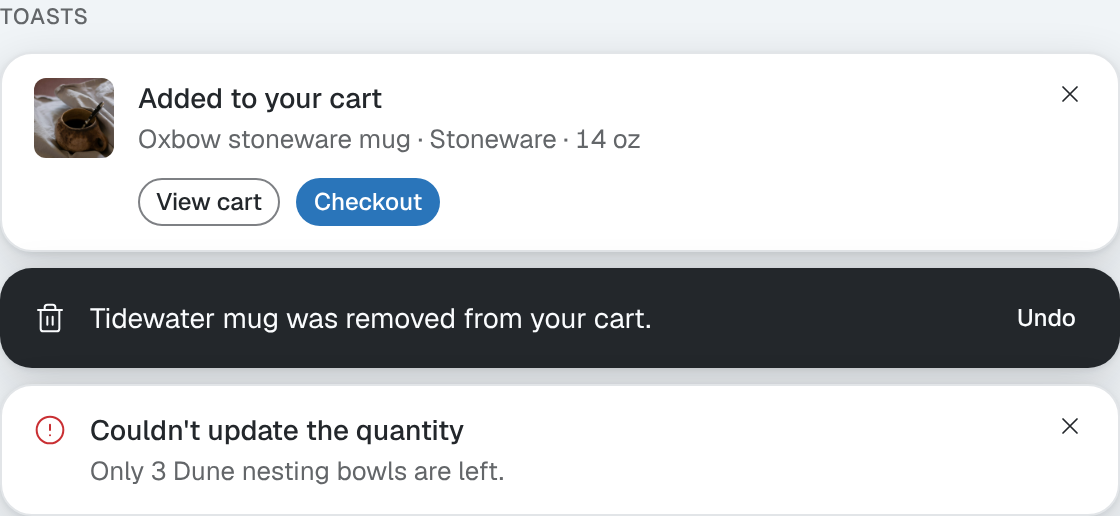 TOASTS
Added to your cart
Oxbow stoneware mug · Stoneware · 14 oz
View cart Checkout
Tidewater mug was removed from your cart. Undo
Couldn't update the quantity
Only 3 Dune nesting bowls are left.